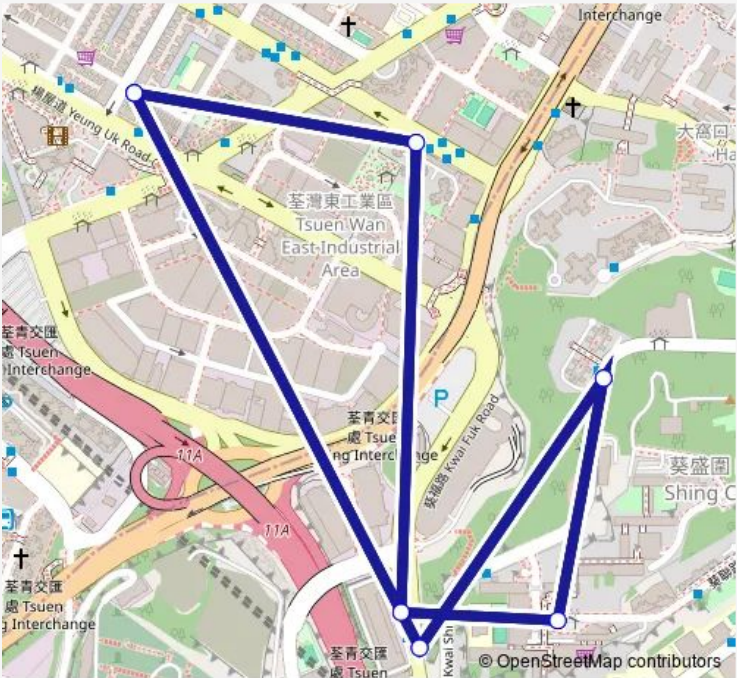 Interchange
楊屋道 Yeung Uk Road
大窩口
Ha
荃灣東工業區
Tsuen Wan
East Industrial
Area
荃青交匯
處 Tsuen
Interchange
P
葵福路 Kwai Fuk Road
荃青交匯
處 Tsue
ng Interchange
11A
葵盛圍
Shing C
11A
荃青交匯
處 Tsuen
g Interchange
荃青交匯
處 Tsuen
Kwai Shi
© OpenStreetMap contributors